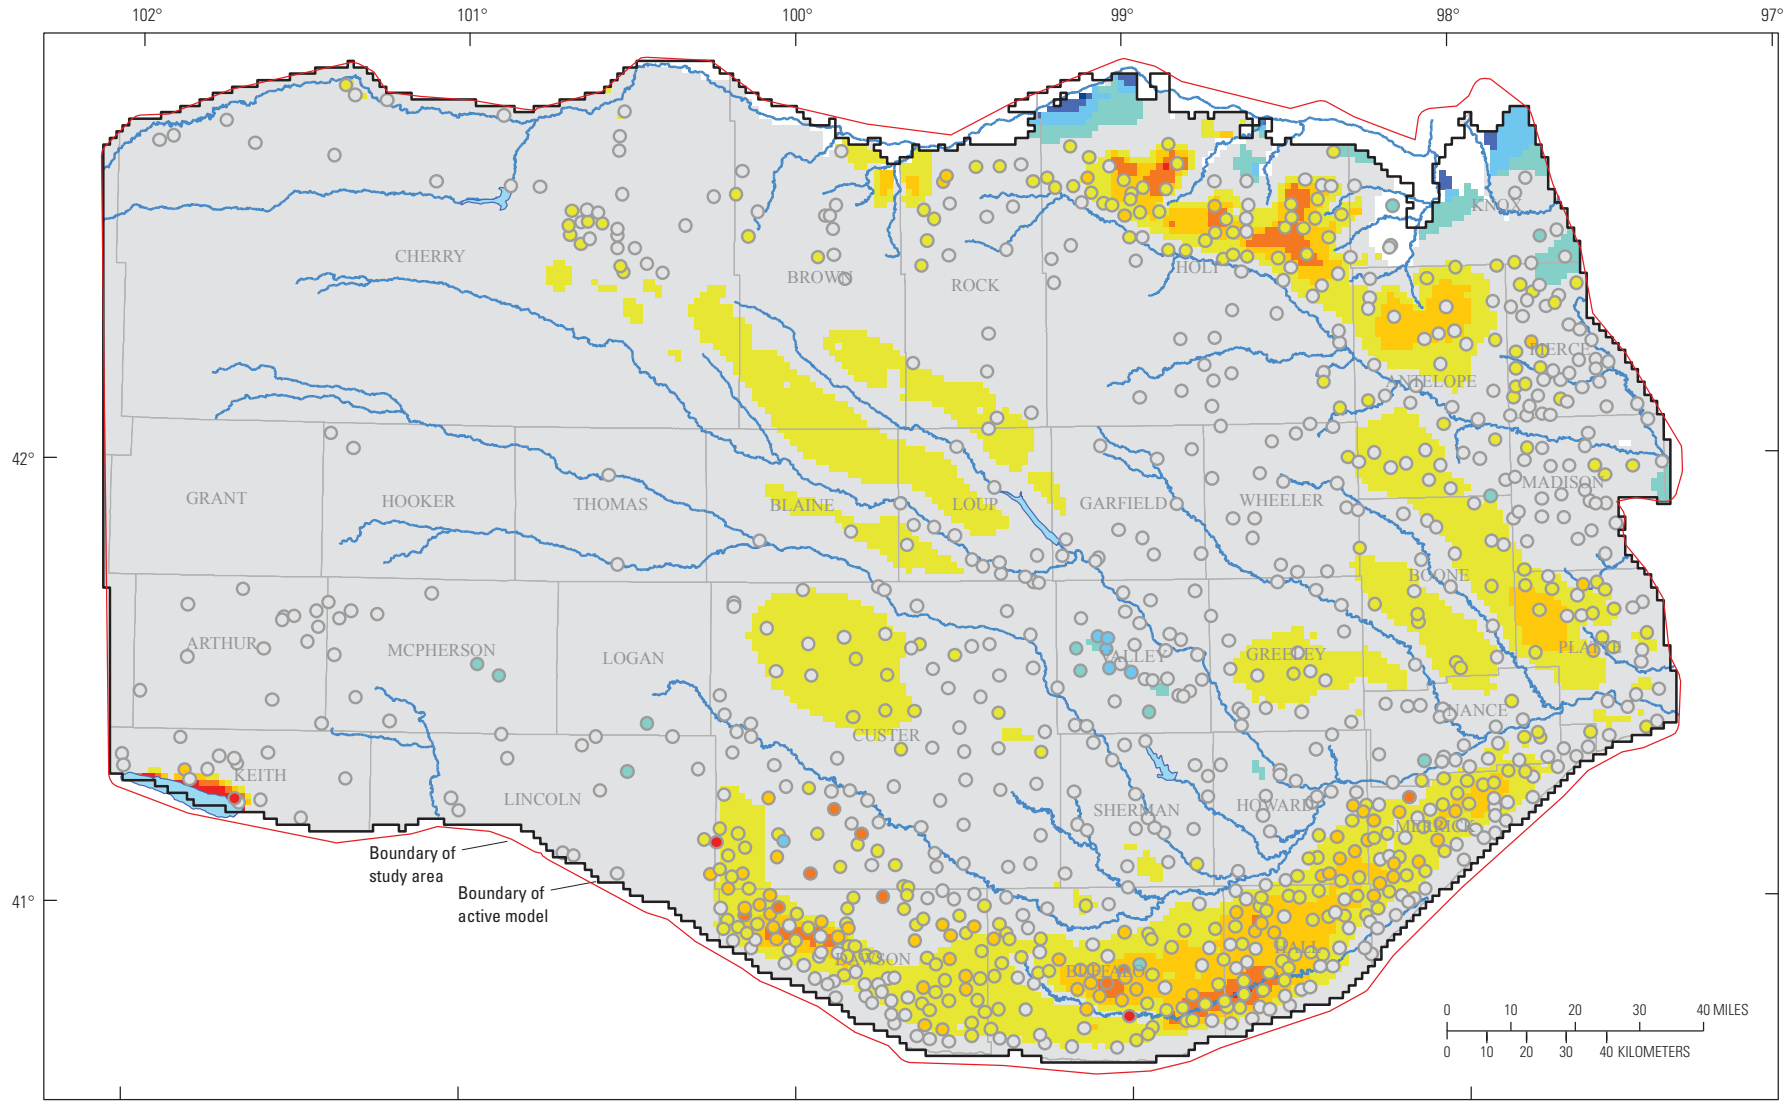 102°
101°
100°
99°
98°
97°
KNOX
CHERRY
HOLT
BROWN
ROCK
PIERCE
ANTELOPE
42°
GRANT
HOOKER
THOMAS
BLAINE
LOUP
GARFIELD
WHEELER
MADISON
BOONE
ARTHUR
MCPHERSON
LOGAN
VALLEY
GREELEY
PLATTE
NANCE
CUSTER
KEITH
LINCOLN
SHERMAN
HOWARD
MERRICK
Boundary of
study area
Boundary of
active model
41°
DAWSON
BUFFALO
HALL
0 10 20 30 40 MILES
0 10 20 30 40 KILOMETERS